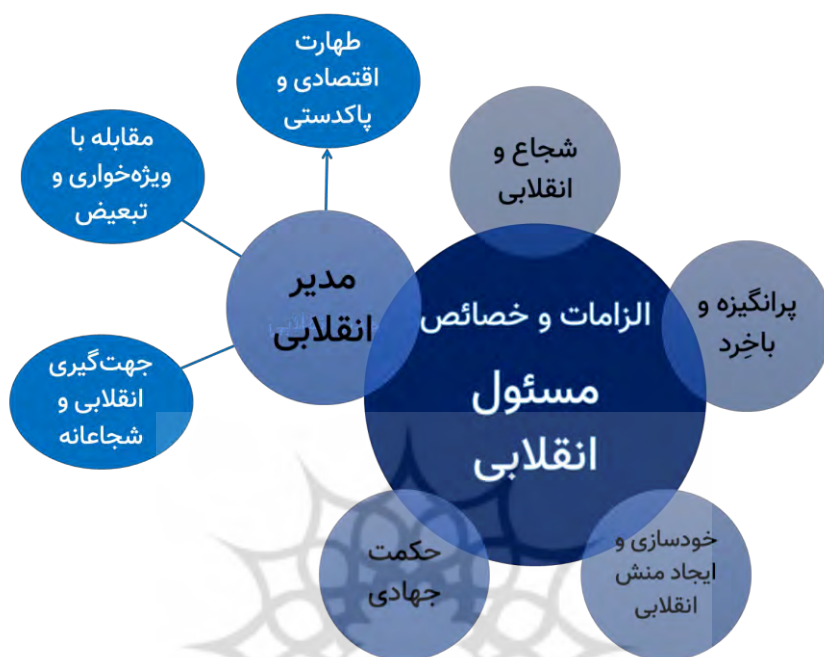 طهارت
اقتصادی و
پاکدستی
مقابله با
ویژه‌خواری و
تبعیض
جهت‌گیری
انقلابی و
شجاعانه
مدیر
انقلابی
شجاع و
انقلابی
پرانگیزه و
باخِرد
الزامات و خصائص
مسئول
انقلابی
حکمت
جهادی
خودسازی و
ایجاد منش
انقلابی